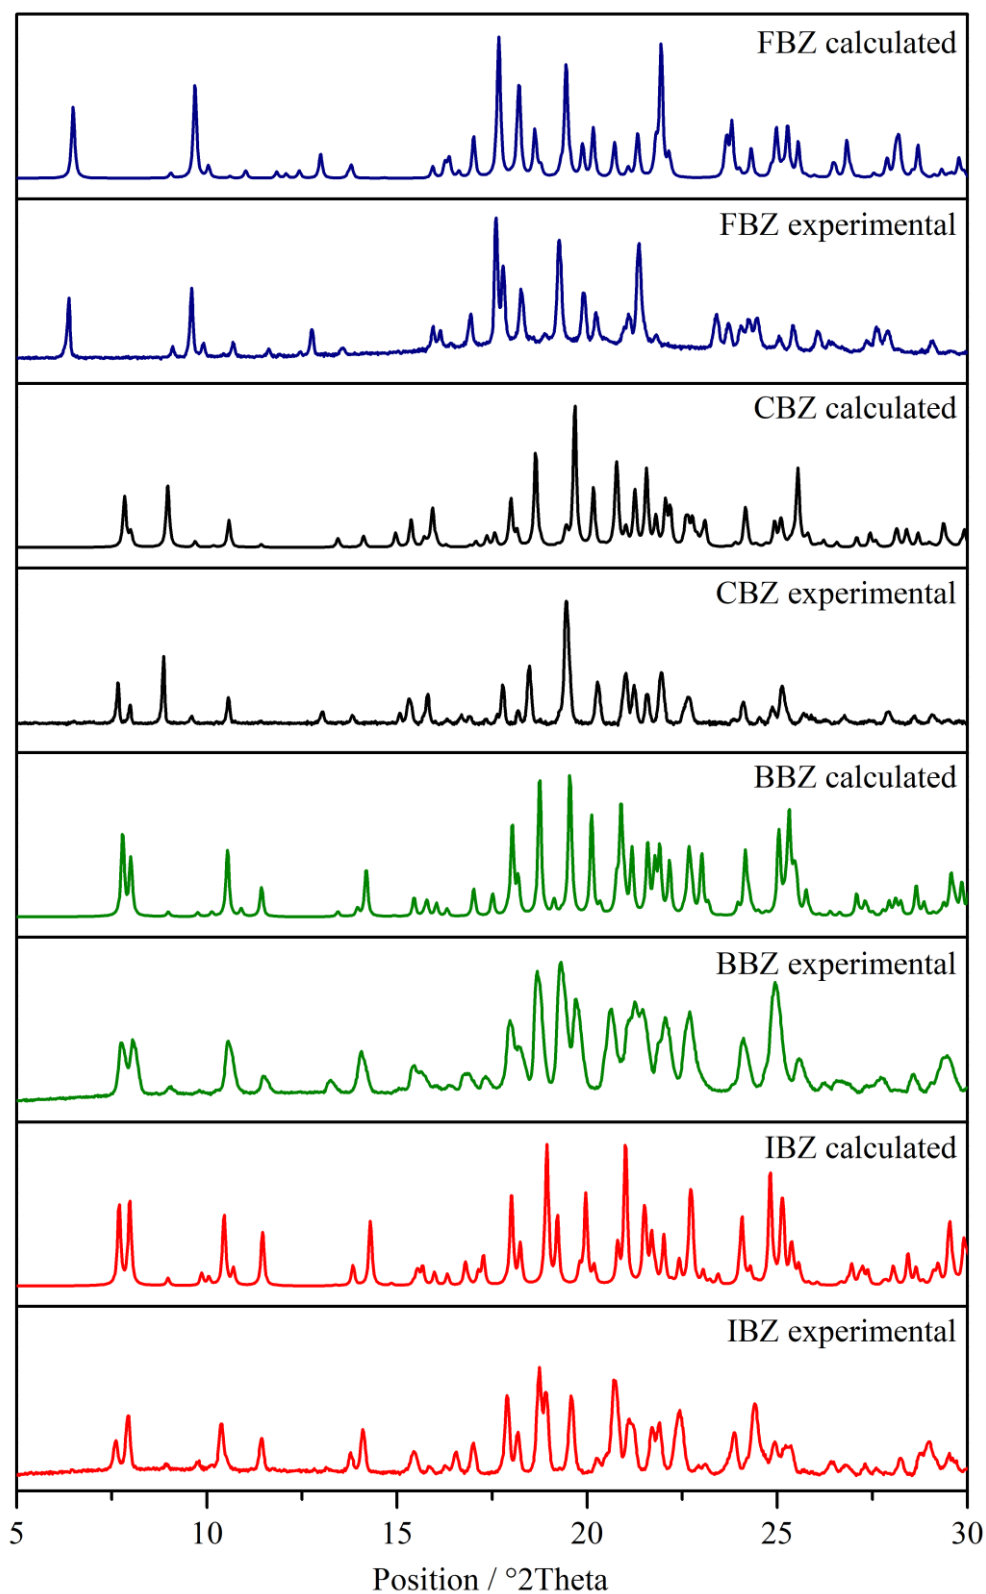 FBZ calculated
FBZ experimental
CBZ calculated
CBZ experimental
BBZ calculated
BBZ experimental
IBZ calculated
IBZ experimental
5 10 15 20 25 30
Position / °2Theta